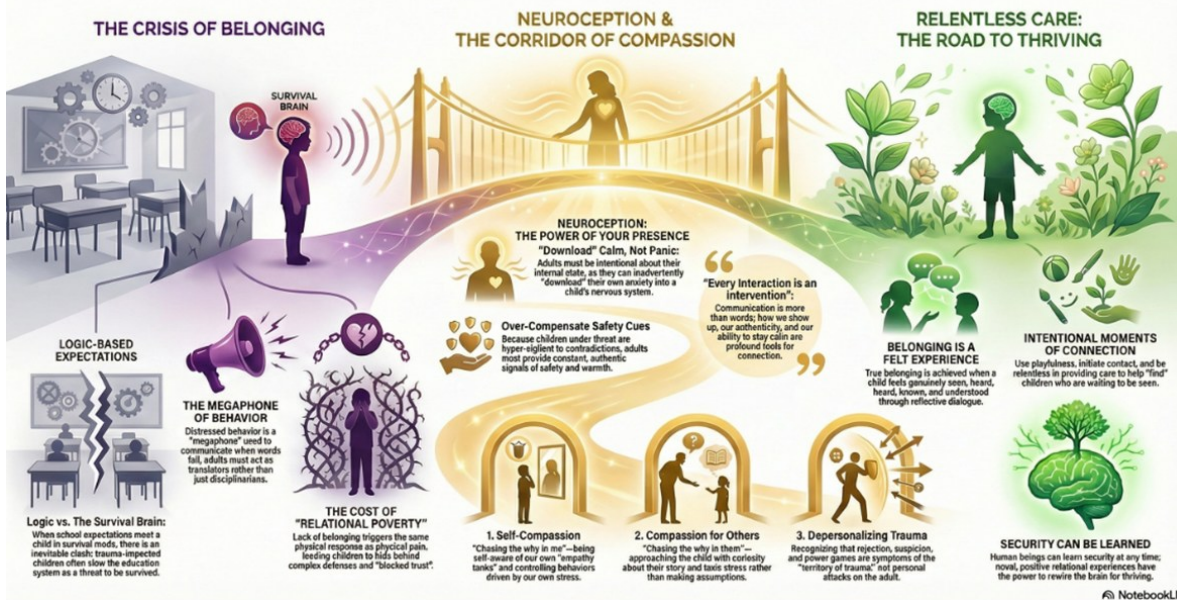 THE CRISIS OF BELONGING
SURVIVAL
BRAIN
LOGIC-BASED
EXPECTATIONS
Logic vs. The Survival Brain:
When school expectations meet a
child in survival mods, there is an
inevitable clash: trauma-impected
children often slow the education
system as a threat to be survived.
THE MEGAPHONE
OF BEHAVIOR
Distressed behavior is a
"megaphone" ueed to
communicate when words
fall, adults must act as
translators rather than
just disciplinarians.
THE COST OF
"RELATIONAL POVERTY"
Lack of belonging triggers the same
physical response as physical pain,
leeding children to hids behind
complex defenses and "blocked trust".
NEUROCEPTION &
THE CORRIDOR OF COMPASSION
NEUROCEPTION:
THE POWER OF YOUR PRESENCE
"Download" Calm, Not Panic:
Adults must be intentional about their
internal etate, as they can inadvertently
"download" their own anxiety into a
child's nervous system.
Over-Compensate Safety Cues
Because children under threat are
hyper-eiglient to contradictions, adults
most provide constant, authentic
signals of safety and warmth.
"Every Interaction is an
intervention":
Communication is more
than words; how we show
up, our authenticity, and our
ability to stay calm are
profound tools for
connection.
1. Self-Compassion
"Chasing the why in me"—being
self-aware of our own "empathy
tanks" and controlling behaviors
driven by our own stress.
2. Compassion for Others
"Chasing the why in them"—
approaching the child with curiosity
about their story and taxis stress rather
than making assumptions.
3. Depersonalizing Trauma
Recognizing that rejection, suspicion,
and power games are symptoms of the
"territory of trauma," not personal
attacks on the adult.
RELENTLESS CARE:
THE ROAD TO THRIVING
BELONGING IS A
FELT EXPERIENCE
True belonging is achieved when a
child feels genuinely seen, heard,
heard, known, and understood
through reflective dialogue.
INTENTIONAL MOMENTS
OF CONNECTION
Use playfulness, initiate contact, and be
relentless in providing care to help "find"
children who are waiting to be seen.
SECURITY CAN BE LEARNED
Human beings can learn security at any time;
noval, positive relational experiences have
the power to rewire the brain for thriving.